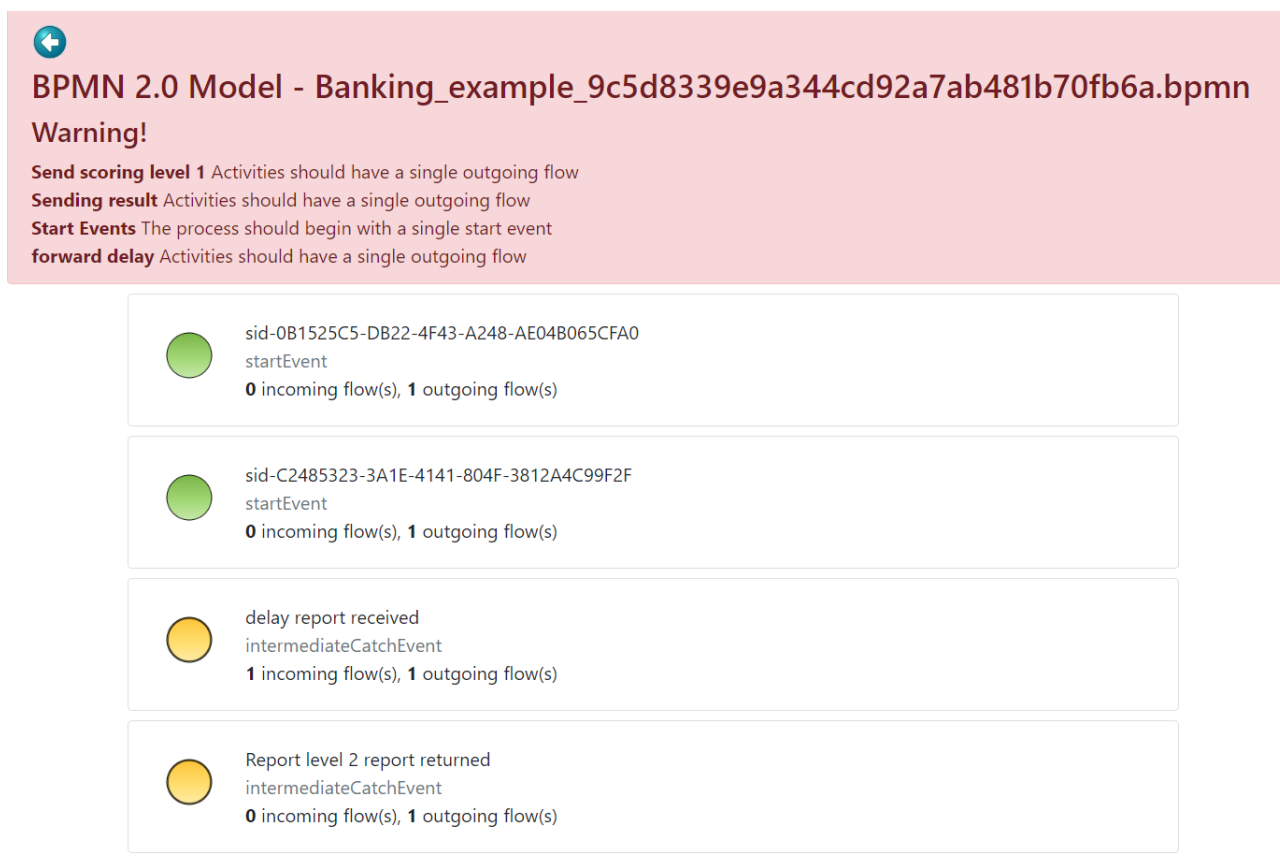 BPMN 2.0 Model - Banking_example_9c5d8339e9a344cd92a7ab481b70fb6a.bpmn
Warning!
Send scoring level 1 Activities should have a single outgoing flow
Sending result Activities should have a single outgoing flow
Start Events The process should begin with a single start event
forward delay Activities should have a single outgoing flow
sid-0B1525C5-DB22-4F43-A248-AE04B065CFA0
startEvent
0 incoming flow(s), 1 outgoing flow(s)
sid-C2485323-3A1E-4141-804F-3812A4C99F2F
startEvent
0 incoming flow(s), 1 outgoing flow(s)
delay report received
intermediateCatchEvent
1 incoming flow(s), 1 outgoing flow(s)
Report level 2 report returned
intermediateCatchEvent
0 incoming flow(s), 1 outgoing flow(s)